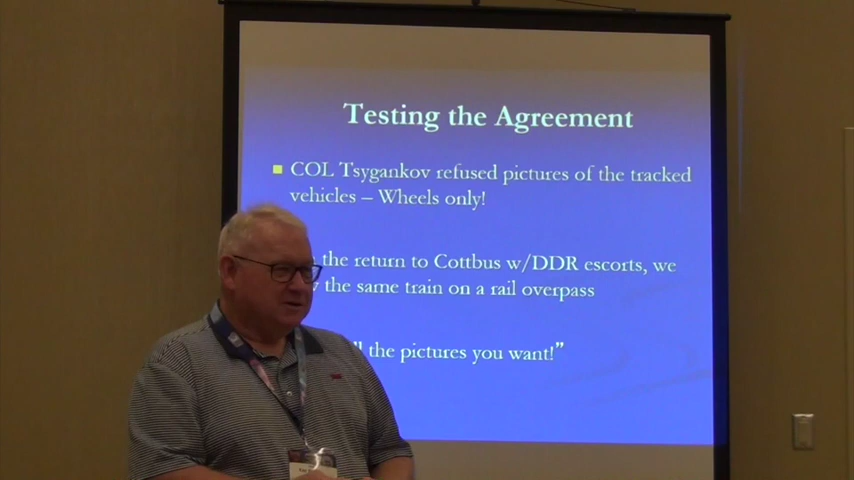 Testing the Agreement
COL Tsygankov refused pictures of the tracked
vehicles – Wheels only!
the return to Cottbus w/DDR escorts, we
the same train on a rail overpass
the pictures you want!”